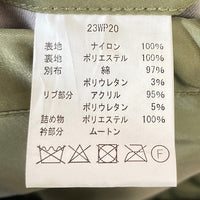 23WP20
表地 ナイロン 100%
裏地 ポリエステル 100%
別布 綿 97%
ポリウレタン 3%
リブ部分 アクリル 95%
ポリウレタン 5%
詰め物 ポリエステル 100%
衿部分 ムートン
F